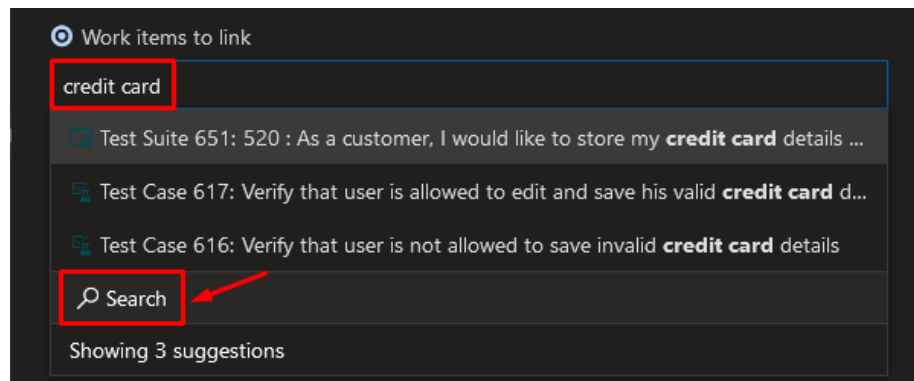 Work items to link
credit card
Test Suite 651: 520 : As a customer, I would like to store my credit card details ...
Test Case 617: Verify that user is allowed to edit and save his valid credit card d...
Test Case 616: Verify that user is not allowed to save invalid credit card details
Search
Showing 3 suggestions